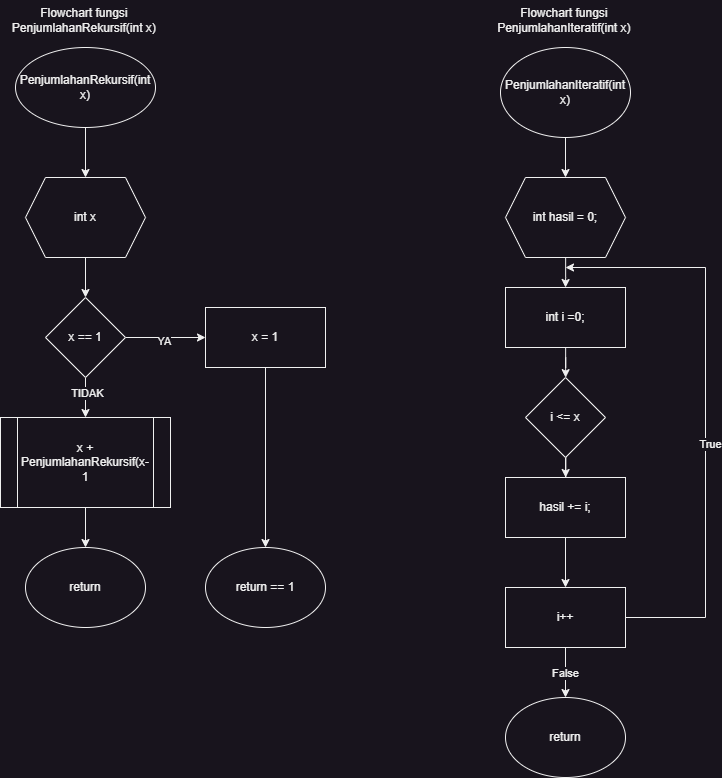 Flowchart fungsi
PenjumlahanRekursif(int x)
PenjumlahanRekursif(int
x)
int x
x == 1
YA
x = 1
TIDAK
x +
PenjumlahanRekursif(x-
1
return
return == 1
Flowchart fungsi
PenjumlahanIteratif(int x)
PenjumlahanIteratif(int
x)
int hasil = 0;
int i =0;
i <= x
True
hasil += i;
i++
False
return